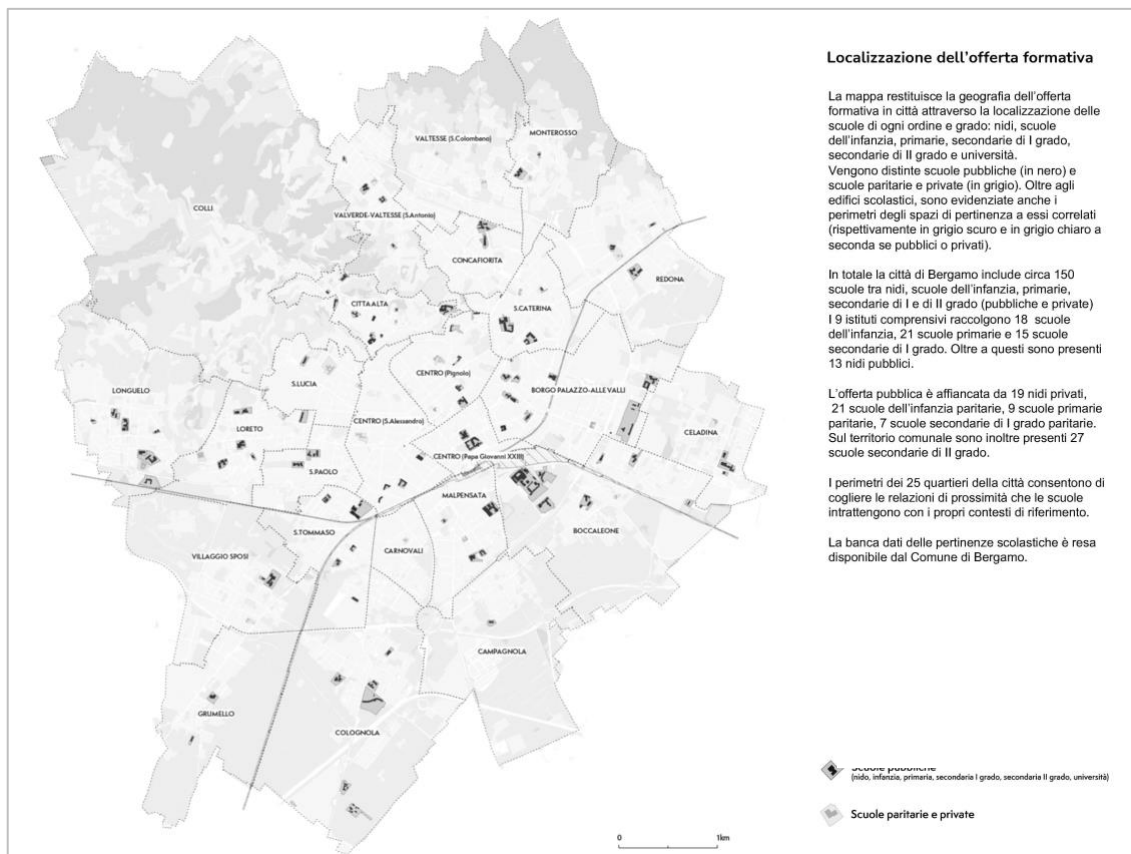 Localizzazione dell'offerta formativa
La mappa restituisce la geografia dell'offerta
formativa in città attraverso la localizzazione delle
scuole di ogni ordine e grado: nidi, scuole
dell'infanzia, primarie, secondarie di I grado,
secondarie di II grado e università.
Vengono distinte scuole pubbliche (in nero) e
scuole paritarie e private (in grigio). Oltre agli
edifici scolastici, sono evidenziate anche i
perimetri degli spazi di pertinenza a essi correlati
(rispettivamente in grigio scuro e in grigio chiaro a
seconda se pubblici o privati).
In totale la città di Bergamo include circa 150
scuole tra nidi, scuole dell'infanzia, primarie,
secondarie di I e di II grado (pubbliche e private)
I 9 istituti comprensivi raccolgono 18 scuole
dell'infanzia, 21 scuole primarie e 15 scuole
secondarie di I grado. Oltre a questi sono presenti
13 nidi pubblici.
L'offerta pubblica è affiancata da 19 nidi privati,
21 scuole dell'infanzia paritarie, 9 scuole primarie
paritarie, 7 scuole secondarie di I grado paritarie.
Sul territorio comunale sono inoltre presenti 27
scuole secondarie di II grado.
I perimetri dei 25 quartieri della città consentono di
cogliere le relazioni di prossimità che le scuole
intrattengono con i propri contesti di riferimento.
La banca dati delle pertinenze scolastiche è resa
disponibile dal Comune di Bergamo.
MONTEROSSO
VALTESSE (S.Colombano)
COLLI
VALVERDE-VALTESSE (S.Antonio)
CONCAFIORITA
REDONA
CITTA ALTA
S.CATERINA
CENTRO (Pignolo)
S.LUCIA
BORGO PALAZZO-ALLE VALLI
LONGUELO
CENTRO (S.Alessandro)
LORETO
CELADINA
CENTRO (Papa Giovanni XXIII)
S.PAOLO
MALPENSATA
S.TOMMASO
BOCCALEONE
CARNOVALI
VILLAGGIO SPOSI
CAMPAGNOLA
GRUMELLO
COLOGNOLA
Scuole pubbliche
(nido, infanzia, primaria, secondaria I grado, secondaria II grado, università)
Scuole paritarie e private
0 1km